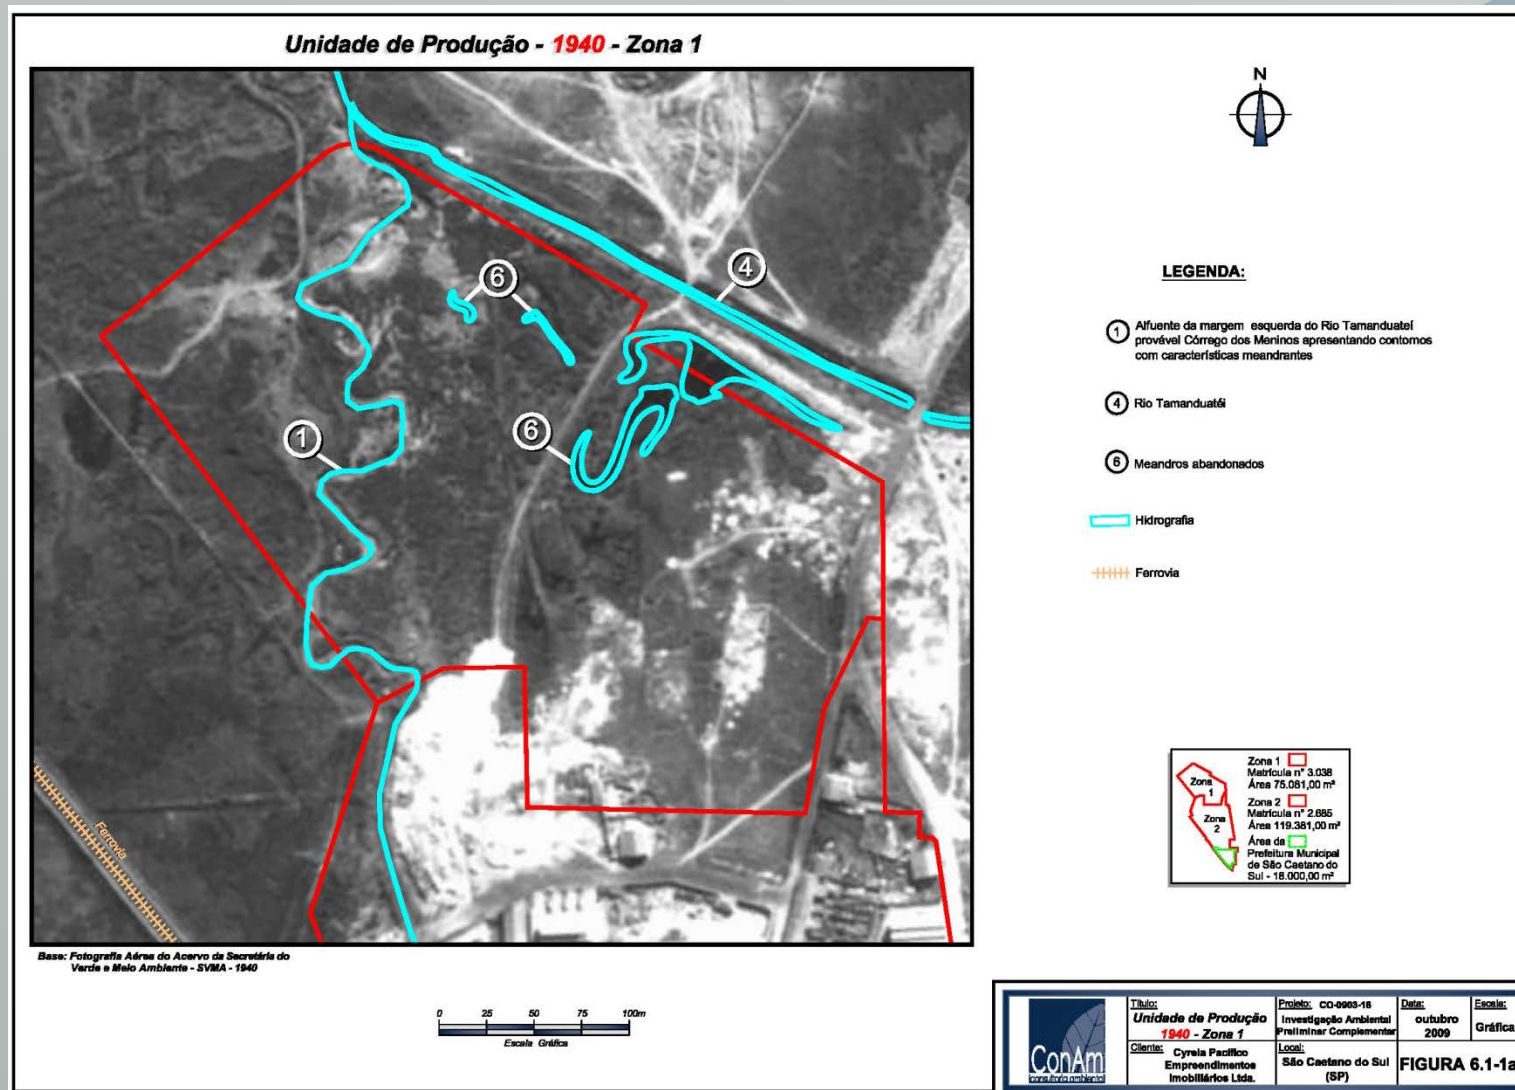 Unidade de Produção - 1940 - Zona 1
N
6
4
1
6
Ferrovia
LEGENDA:
1 Alfuente da margem esquerda do Rio Tamanduateí
provável Córrego dos Meninos apresentando contornos
com características meandrantes
4 Rio Tamanduatéi
6 Meandros abandonados
Hidrografia
Ferrovia
Zona 1
Zona 2
Zona 1
Matrícula n° 3.038
Área 75.081,00 m²
Zona 2
Matrícula n° 2.685
Área 119.381,00 m²
Área da
Prefeitura Municipal
de São Caetano do
Sul - 18.000,00 m²
Base: Fotografia Aérea do Acervo da Secretária do
Verde e Meio Ambiente - SVMA - 1940
0 25 50 75 100m
Escala Gráfica
ConAm
consultoria ambiental
Título:
Unidade de Produção
1940 - Zona 1
Cliente: Cyrela Pacífico
Empreendimentos
Imobiliários Ltda.
Projeto: CO-0903-18
Investigação Ambiental
Preliminar Complementar
Local:
São Caetano do Sul
(SP)
Data:
outubro
2009
Escala:
Gráfica
FIGURA 6.1-1a